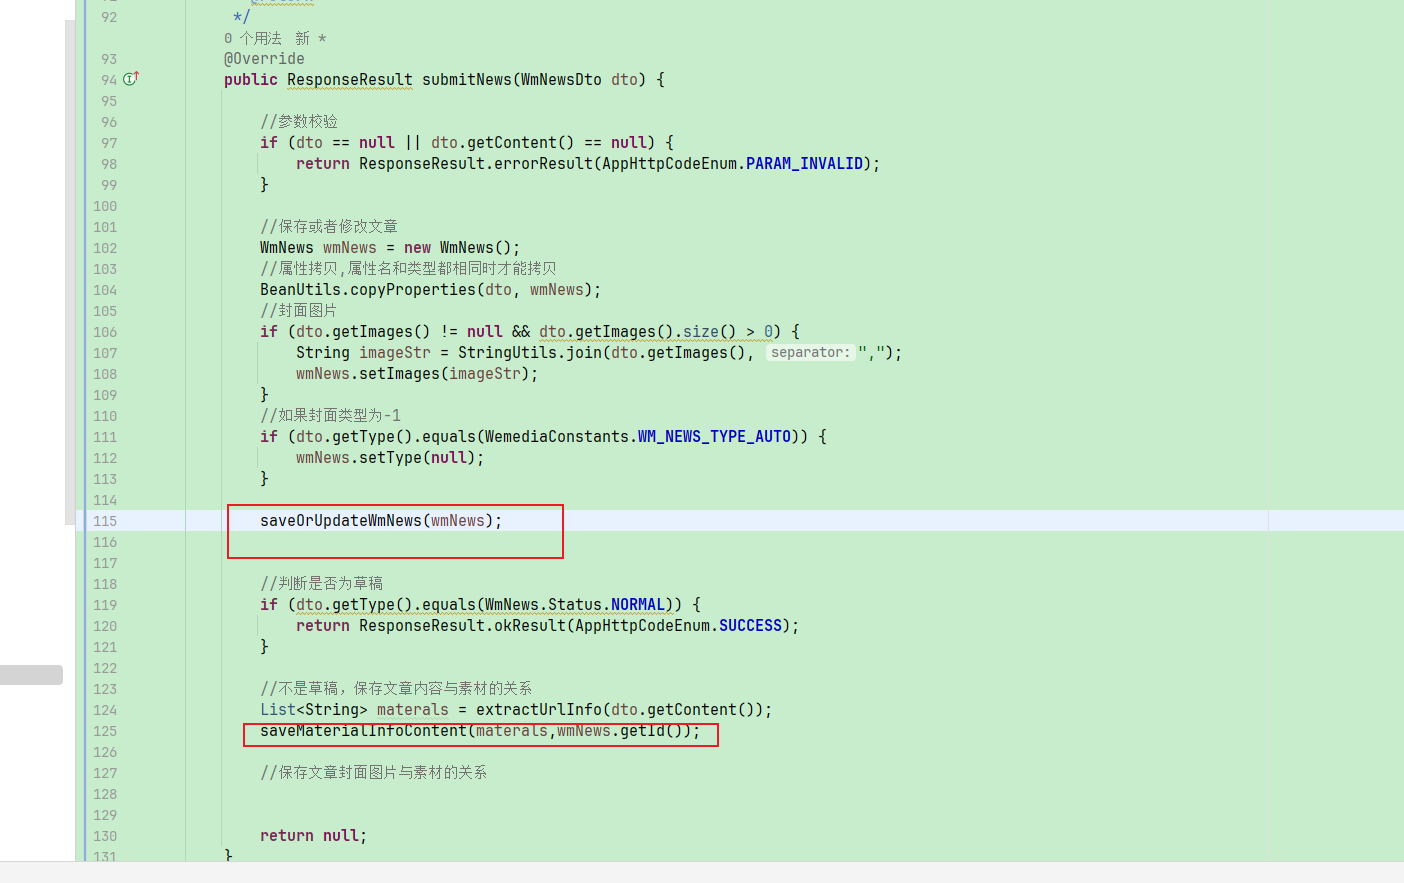 92 */
0 个用法 新 *
93 @Override
94 public ResponseResult submitNews(WmNewsDto dto) {
95
96 //参数校验
97 if (dto == null || dto.getContent() == null) {
98 return ResponseResult.errorResult(AppHttpCodeEnum.PARAM_INVALID);
99 }
100
101 //保存或者修改文章
102 WmNews wmNews = new WmNews();
103 //属性拷贝,属性名和类型都相同时才能拷贝
104 BeanUtils.copyProperties(dto, wmNews);
105 //封面图片
106 if (dto.getImages() != null && dto.getImages().size() > 0) {
107 String imageStr = StringUtils.join(dto.getImages(), separator: ",");
108 wmNews.setImages(imageStr);
109 }
110 //如果封面类型为-1
111 if (dto.getType().equals(WemediaConstants.WM_NEWS_TYPE_AUTO)) {
112 wmNews.setType(null);
113 }
114
115 saveOrUpdateWmNews(wmNews);
116
117
118 //判断是否为草稿
119 if (dto.getType().equals(WmNews.Status.NORMAL)) {
120 return ResponseResult.okResult(AppHttpCodeEnum.SUCCESS);
121 }
122
123 //不是草稿，保存文章内容与素材的关系
124 List<String> materals = extractUrlInfo(dto.getContent());
125 saveMaterialInfoContent(materals,wmNews.getId());
126
127 //保存文章封面图片与素材的关系
128
129
130 return null;
131 }